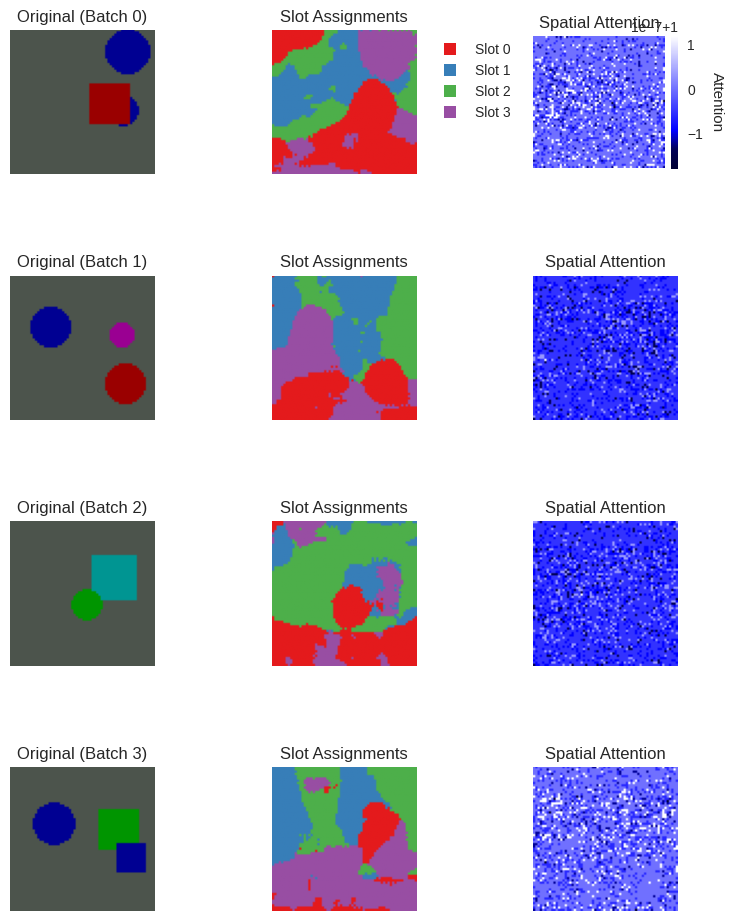 Original (Batch 0)
Slot Assignments
Slot 0
Slot 1
Slot 2
Slot 3
Spatial Attention
1e−7+1
1
0
−1
Attention
Original (Batch 1)
Slot Assignments
Spatial Attention
Original (Batch 2)
Slot Assignments
Spatial Attention
Original (Batch 3)
Slot Assignments
Spatial Attention